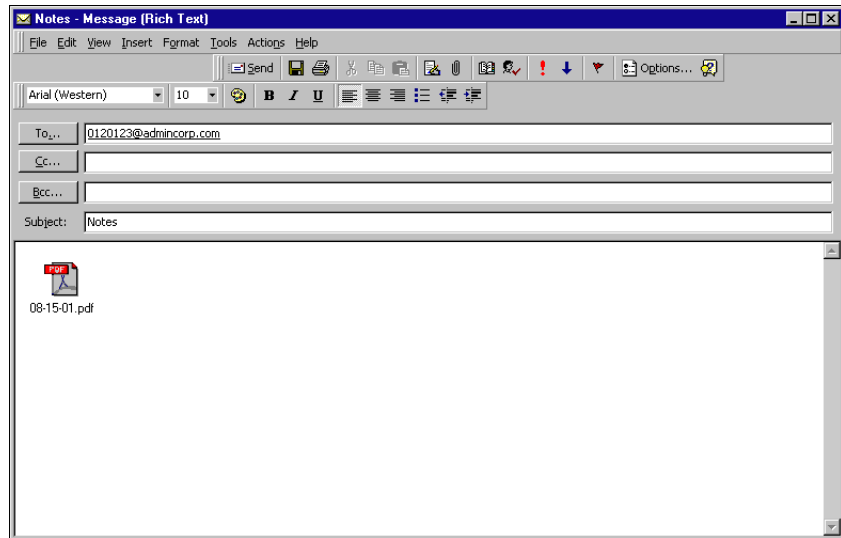 Notes - Message (Rich Text)
File Edit View Insert Format Tools Actions Help
Send Options...
Arial (Western) 10 B I U
To... 0120123@admincorp.com
Cc...
Bcc...
Subject: Notes
PDF
08-15-01.pdf